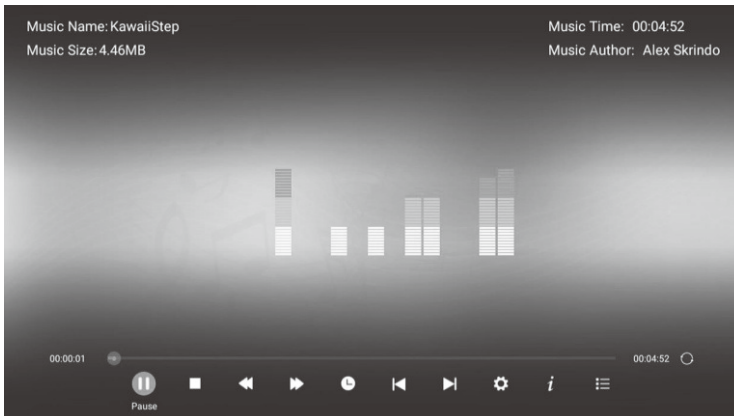 Music Name: KawaiiStep
Music Size: 4.46MB
Music Time: 00:04:52
Music Author: Alex Skrindo
00:00:01
00:04:52
Pause